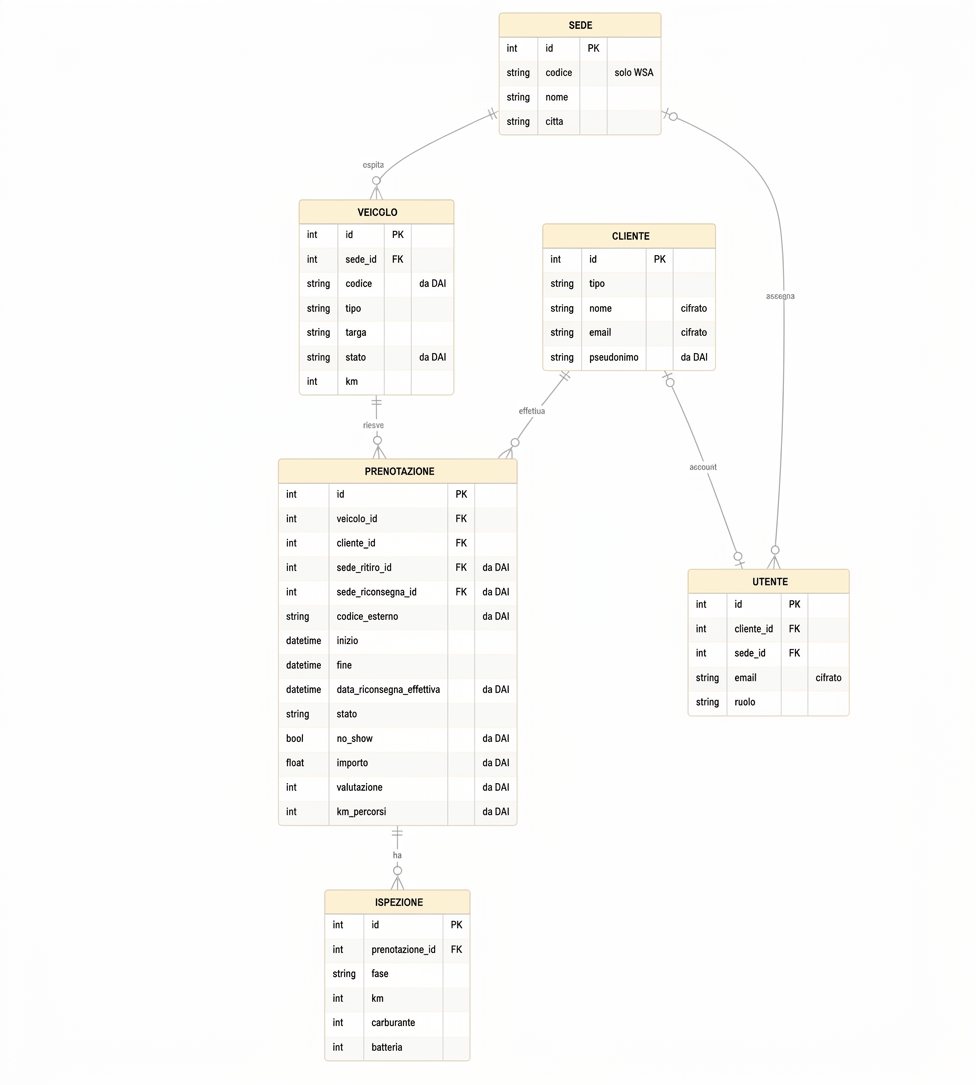 SEDE
int id PK
string codice solo WSA
string nome
string citta
ospita
VEICOLO
int id PK
int sede_id FK
string codice da DAI
string tipo
string targa
string stato da DAI
int km
CLIENTE
int id PK
string tipo
string nome cifrato
string email cifrato
string pseudonimo da DAI
assegna
riesve
effetiua
account
PRENOTAZIONE
int id PK
int veicolo_id FK
int cliente_id FK
int sede_ritiro_id FK da DAI
int sede_riconsegna_id FK da DAI
string codice_esterno da DAI
datetime inizio
datetime fine
datetime data_riconsegna_effettiva da DAI
string stato
bool no_show da DAI
float importo da DAI
int valutazione da DAI
int km_percorsi da DAI
UTENTE
int id PK
int cliente_id FK
int sede_id FK
string email cifrato
string ruolo
ha
ISPEZIONE
int id PK
int prenotazione_id FK
string fase
int km
int carburante
int batteria